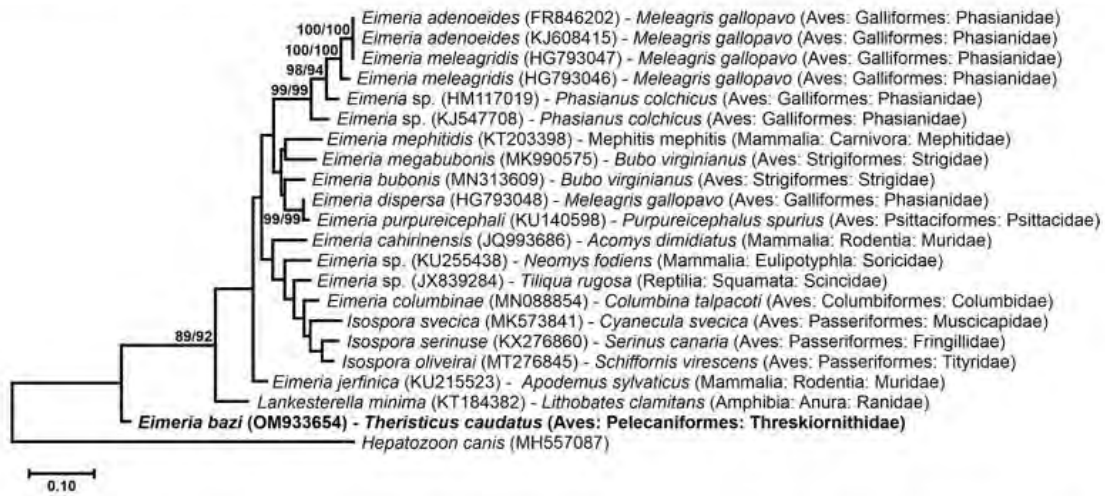 Eimeria adenoeides (FR846202) - Meleagris gallopavo (Aves: Galliformes: Phasianidae)
100/100
Eimeria adenoeides (KJ608415) - Meleagris gallopavo (Aves: Galliformes: Phasianidae)
100/100
Eimeria meleagridis (HG793047) - Meleagris gallopavo (Aves: Galliformes: Phasianidae)
98/94
Eimeria meleagridis (HG793046) - Meleagris gallopavo (Aves: Galliformes: Phasianidae)
99/99
Eimeria sp. (HM117019) - Phasianus colchicus (Aves: Galliformes: Phasianidae)
Eimeria sp. (KJ547708) - Phasianus colchicus (Aves: Galliformes: Phasianidae)
Eimeria mephitidis (KT203398) - Mephitis mephitis (Mammalia: Carnivora: Mephitidae)
Eimeria megabubonis (MK990575) - Bubo virginianus (Aves: Strigiformes: Strigidae)
Eimeria bubonis (MN313609) - Bubo virginianus (Aves: Strigiformes: Strigidae)
Eimeria dispersa (HG793048) - Meleagris gallopavo (Aves: Galliformes: Phasianidae)
99/99
Eimeria purpureicephali (KU140598) - Purpureicephalus spurius (Aves: Psittaciformes: Psittacidae)
Eimeria cahirinensis (JQ993686) - Acomys dimidiatus (Mammalia: Rodentia: Muridae)
Eimeria sp. (KU255438) - Neomys fodiens (Mammalia: Eulipotyphla: Soricidae)
Eimeria sp. (JX839284) - Tiliqua rugosa (Reptilia: Squamata: Scincidae)
Eimeria columbinae (MN088854) - Columbina talpacoti (Aves: Columbiformes: Columbidae)
Isospora svecica (MK573841) - Cyanecula svecica (Aves: Passeriformes: Muscicapidae)
89/92
Isospora serinuse (KX276860) - Serinus canaria (Aves: Passeriformes: Fringillidae)
Isospora oliveirai (MT276845) - Schiffornis virescens (Aves: Passeriformes: Tityridae)
Eimeria jerfinica (KU215523) - Apodemus sylvaticus (Mammalia: Rodentia: Muridae)
Lankesterella minima (KT184382) - Lithobates clamitans (Amphibia: Anura: Ranidae)
Eimeria bazi (OM933654) - Theristicus caudatus (Aves: Pelecaniformes: Threskiornithidae)
Hepatozoon canis (MH557087)
0.10